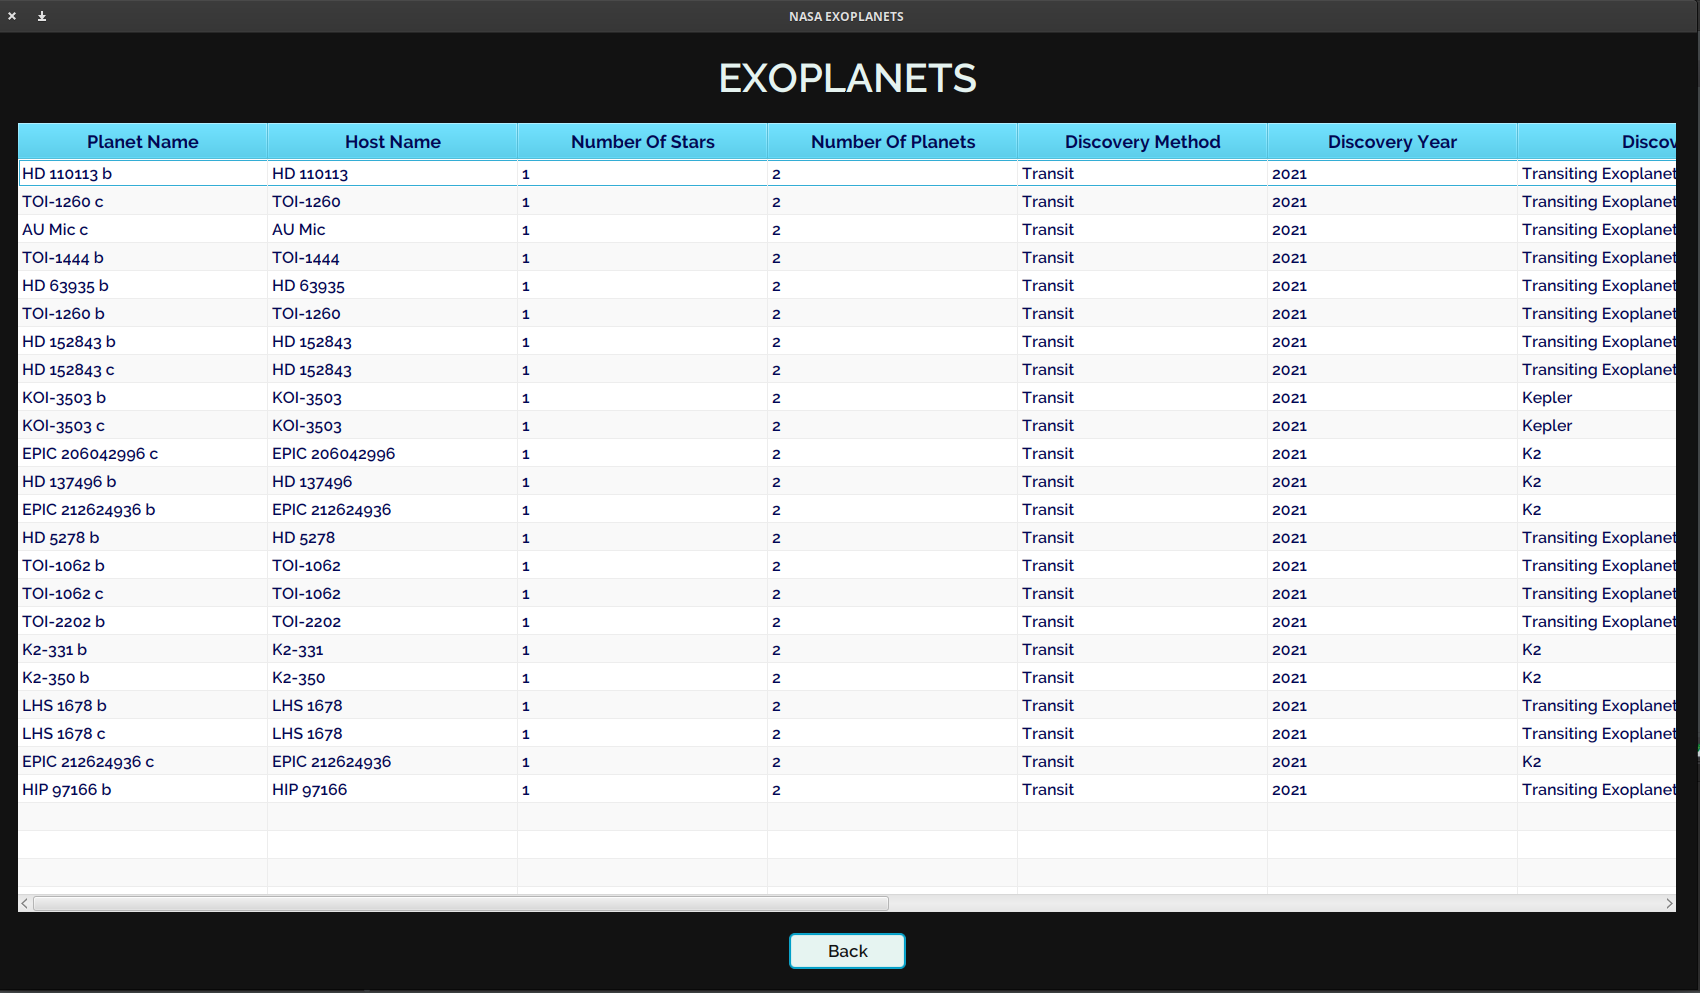 NASA EXOPLANETS
EXOPLANETS
Planet Name Host Name Number Of Stars Number Of Planets Discovery Method Discovery Year Discov
HD 110113 b HD 110113 1 2 Transit 2021 Transiting Exoplanet
TOI-1260 c TOI-1260 1 2 Transit 2021 Transiting Exoplanet
AU Mic c AU Mic 1 2 Transit 2021 Transiting Exoplanet
TOI-1444 b TOI-1444 1 2 Transit 2021 Transiting Exoplanet
HD 63935 b HD 63935 1 2 Transit 2021 Transiting Exoplanet
TOI-1260 b TOI-1260 1 2 Transit 2021 Transiting Exoplanet
HD 152843 b HD 152843 1 2 Transit 2021 Transiting Exoplanet
HD 152843 c HD 152843 1 2 Transit 2021 Transiting Exoplanet
KOI-3503 b KOI-3503 1 2 Transit 2021 Kepler
KOI-3503 c KOI-3503 1 2 Transit 2021 Kepler
EPIC 206042996 c EPIC 206042996 1 2 Transit 2021 K2
HD 137496 b HD 137496 1 2 Transit 2021 K2
EPIC 212624936 b EPIC 212624936 1 2 Transit 2021 K2
HD 5278 b HD 5278 1 2 Transit 2021 Transiting Exoplanet
TOI-1062 b TOI-1062 1 2 Transit 2021 Transiting Exoplanet
TOI-1062 c TOI-1062 1 2 Transit 2021 Transiting Exoplanet
TOI-2202 b TOI-2202 1 2 Transit 2021 Transiting Exoplanet
K2-331 b K2-331 1 2 Transit 2021 K2
K2-350 b K2-350 1 2 Transit 2021 K2
LHS 1678 b LHS 1678 1 2 Transit 2021 Transiting Exoplanet
LHS 1678 c LHS 1678 1 2 Transit 2021 Transiting Exoplanet
EPIC 212624936 c EPIC 212624936 1 2 Transit 2021 K2
HIP 97166 b HIP 97166 1 2 Transit 2021 Transiting Exoplanet
Back